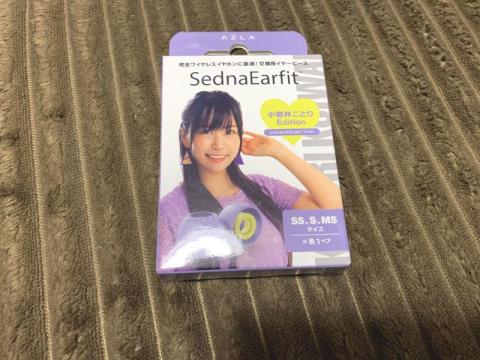 AZLA
完全ワイヤレスイヤホンに最適!交換用イヤーピース
SednaEarfit
小岩井ことり
Edition
SS.S.MS
サイズ
×各1ペア